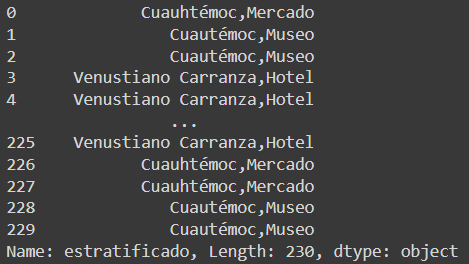 0 Cuauhtémoc,Mercado
1 Cuautémoc,Museo
2 Cuautémoc,Museo
3 Venustiano Carranza,Hotel
4 Venustiano Carranza,Hotel
...
225 Venustiano Carranza,Hotel
226 Cuauhtémoc,Mercado
227 Cuauhtémoc,Mercado
228 Cuautémoc,Museo
229 Cuautémoc,Museo
Name: estratificado, Length: 230, dtype: object